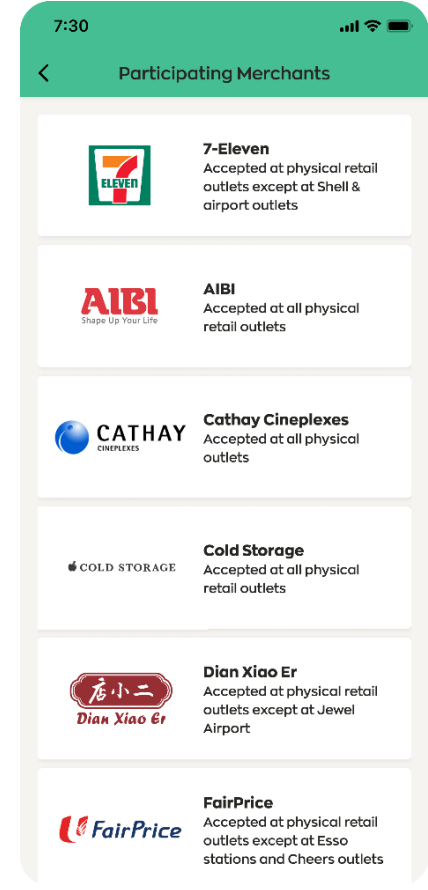 7:30
Participating Merchants
7
ELEVEN
7-Eleven
Accepted at physical retail
outlets except at Shell &
airport outlets
AIBI
Shape Up Your Life
AIBI
Accepted at all physical
retail outlets
CATHAY
CINEPLEXES
Cathay Cineplexes
Accepted at all physical
outlets
COLD STORAGE
Cold Storage
Accepted at all physical
retail outlets
店小二
Dian Xiao Er
Dian Xiao Er
Accepted at physical retail
outlets except at Jewel
Airport
FairPrice
FairPrice
Accepted at physical retail
outlets except at Esso
stations and Cheers outlets